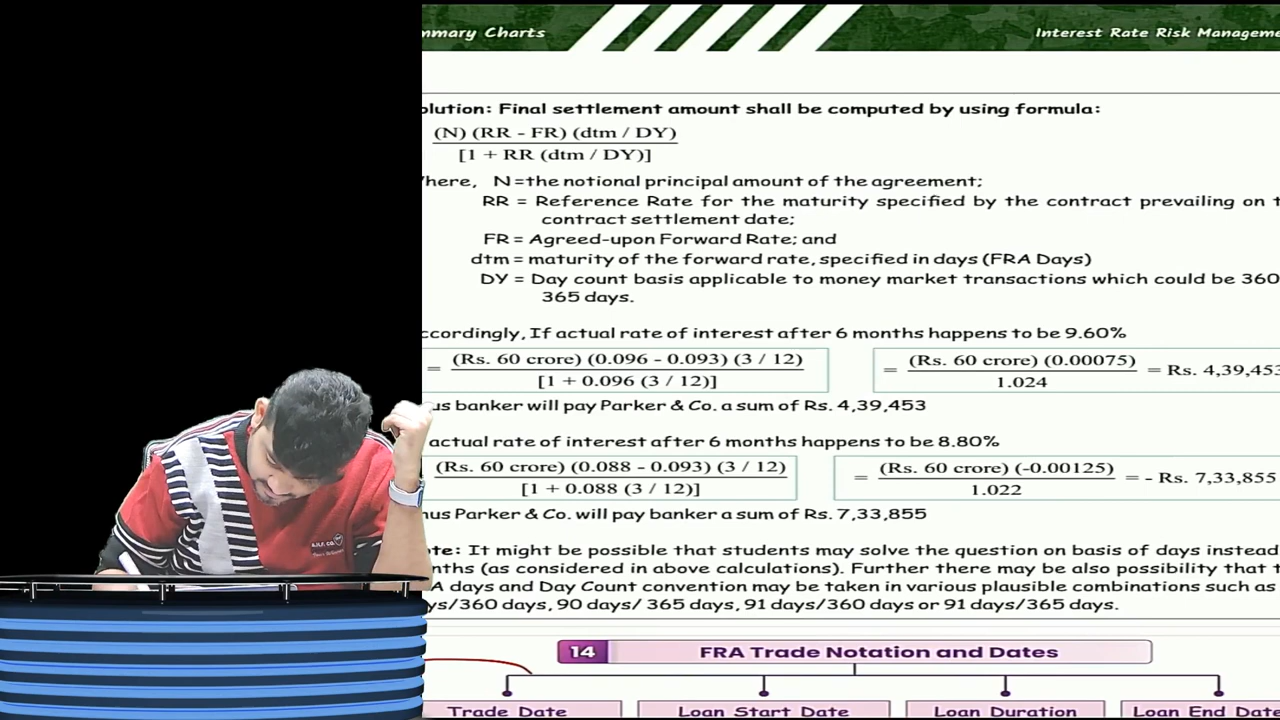 mmary Charts
Interest Rate Risk Manageme
olution: Final settlement amount shall be computed by using formula:
(N) (RR - FR) (dtm / DY)
[1 + RR (dtm / DY)]
here, N =the notional principal amount of the agreement;
RR = Reference Rate for the maturity specified by the contract prevailing on t
contract settlement date;
FR = Agreed-upon Forward Rate; and
dtm = maturity of the forward rate, specified in days (FRA Days)
DY = Day count basis applicable to money market transactions which could be 360
365 days.
ccordingly, If actual rate of interest after 6 months happens to be 9.60%
= (Rs. 60 crore) (0.096 - 0.093) (3 / 12)
[1 + 0.096 (3 / 12)]
= (Rs. 60 crore) (0.00075)
1.024
= Rs. 4,39,453
us banker will pay Parker & Co. a sum of Rs. 4,39,453
actual rate of interest after 6 months happens to be 8.80%
(Rs. 60 crore) (0.088 - 0.093) (3 / 12)
[1 + 0.088 (3 / 12)]
= (Rs. 60 crore) (-0.00125)
1.022
= - Rs. 7,33,855
us Parker & Co. will pay banker a sum of Rs. 7,33,855
ote: It might be possible that students may solve the question on basis of days instead
nths (as considered in above calculations). Further there may be also possibility that t
A days and Day Count convention may be taken in various plausible combinations such as
ys/360 days, 90 days/ 365 days, 91 days/360 days or 91 days/365 days.
14 FRA Trade Notation and Dates
Trade Date
Loan Start Date
Loan Duration
Loan End Date